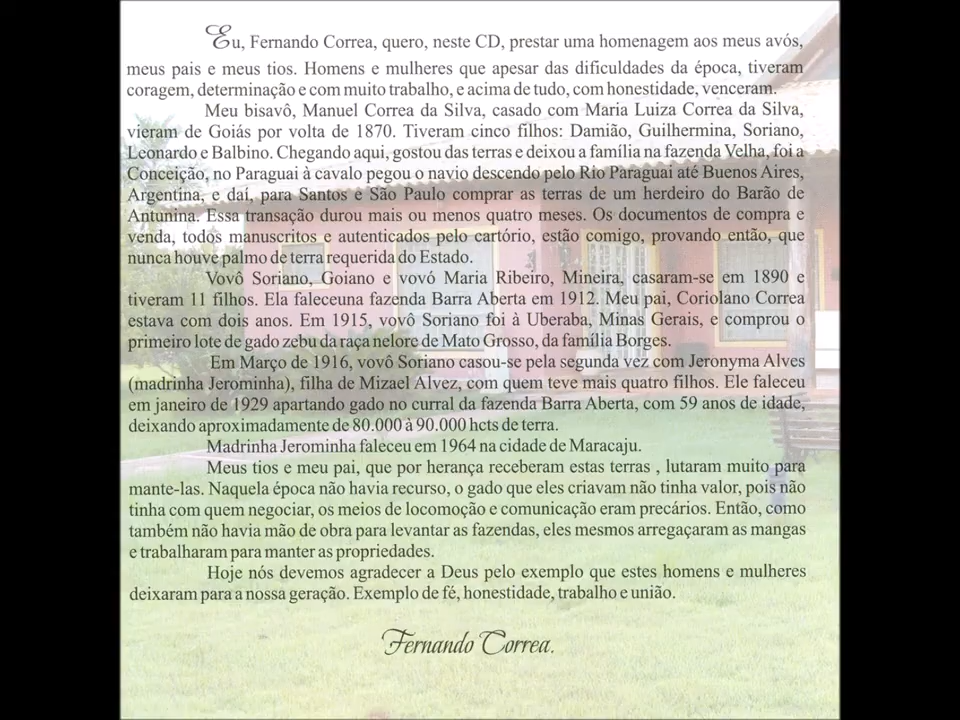 Eu, Fernando Correa, quero, neste CD, prestar uma homenagem aos meus avós,
meus pais e meus tios. Homens e mulheres que apesar das dificuldades da época, tiveram
coragem, determinação e com muito trabalho, e acima de tudo, com honestidade, venceram.
Meu bisavô, Manuel Correa da Silva, casado com Maria Luiza Correa da Silva,
vieram de Goiás por volta de 1870. Tiveram cinco filhos: Damião, Guilhermina, Soriano,
Leonardo e Balbino. Chegando aqui, gostou das terras e deixou a família na fazenda Velha, foi a
Conceição, no Paraguai à cavalo pegou o navio descendo pelo Rio Paraguai até Buenos Aires,
Argentina, e daí, para Santos e São Paulo comprar as terras de um herdeiro do Barão de
Antunina. Essa transação durou mais ou menos quatro meses. Os documentos de compra e
venda, todos manuscritos e autenticados pelo cartório, estão comigo, provando então, que
nunca houve palmo de terra requerida do Estado.
Vovô Soriano, Goiano e vovó Maria Ribeiro, Mineira, casaram-se em 1890 e
tiveram 11 filhos. Ela faleceuna fazenda Barra Aberta em 1912. Meu pai, Coriolano Correa
estava com dois anos. Em 1915, vovô Soriano foi à Uberaba, Minas Gerais, e comprou o
primeiro lote de gado zebu da raça nelore de Mato Grosso, da família Borges.
Em Março de 1916, vovô Soriano casou-se pela segunda vez com Jeronyma Alves
(madrinha Jerominha), filha de Mizael Alvez, com quem teve mais quatro filhos. Ele faleceu
em janeiro de 1929 apartando gado no curral da fazenda Barra Aberta, com 59 anos de idade,
deixando aproximadamente de 80.000 à 90.000 hcts de terra.
Madrinha Jerominha faleceu em 1964 na cidade de Maracaju.
Meus tios e meu pai, que por herança receberam estas terras , lutaram muito para
mante-las. Naquela época não havia recurso, o gado que eles criavam não tinha valor, pois não
tinha com quem negociar, os meios de locomoção e comunicação eram precários. Então, como
também não havia mão de obra para levantar as fazendas, eles mesmos arregaçaram as mangas
e trabalharam para manter as propriedades.
Hoje nós devemos agradecer a Deus pelo exemplo que estes homens e mulheres
deixaram para a nossa geração. Exemplo de fé, honestidade, trabalho e união.
Fernando Correa.